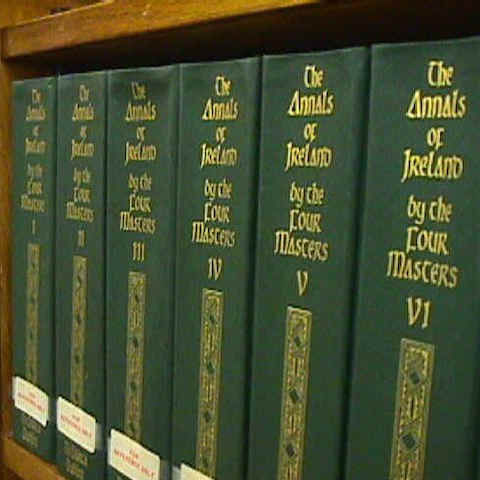 The
Annals
of
Ireland
by the
Four
Masters
I
The
Annals
of
Ireland
by the
Four
Masters
II
The
Annals
of
Ireland
by the
Four
Masters
III
The
Annals
of
Ireland
by the
Four
Masters
IV
The
Annals
of
Ireland
by the
Four
Masters
V
The
Annals
of
Ireland
by the
Four
Masters
VI